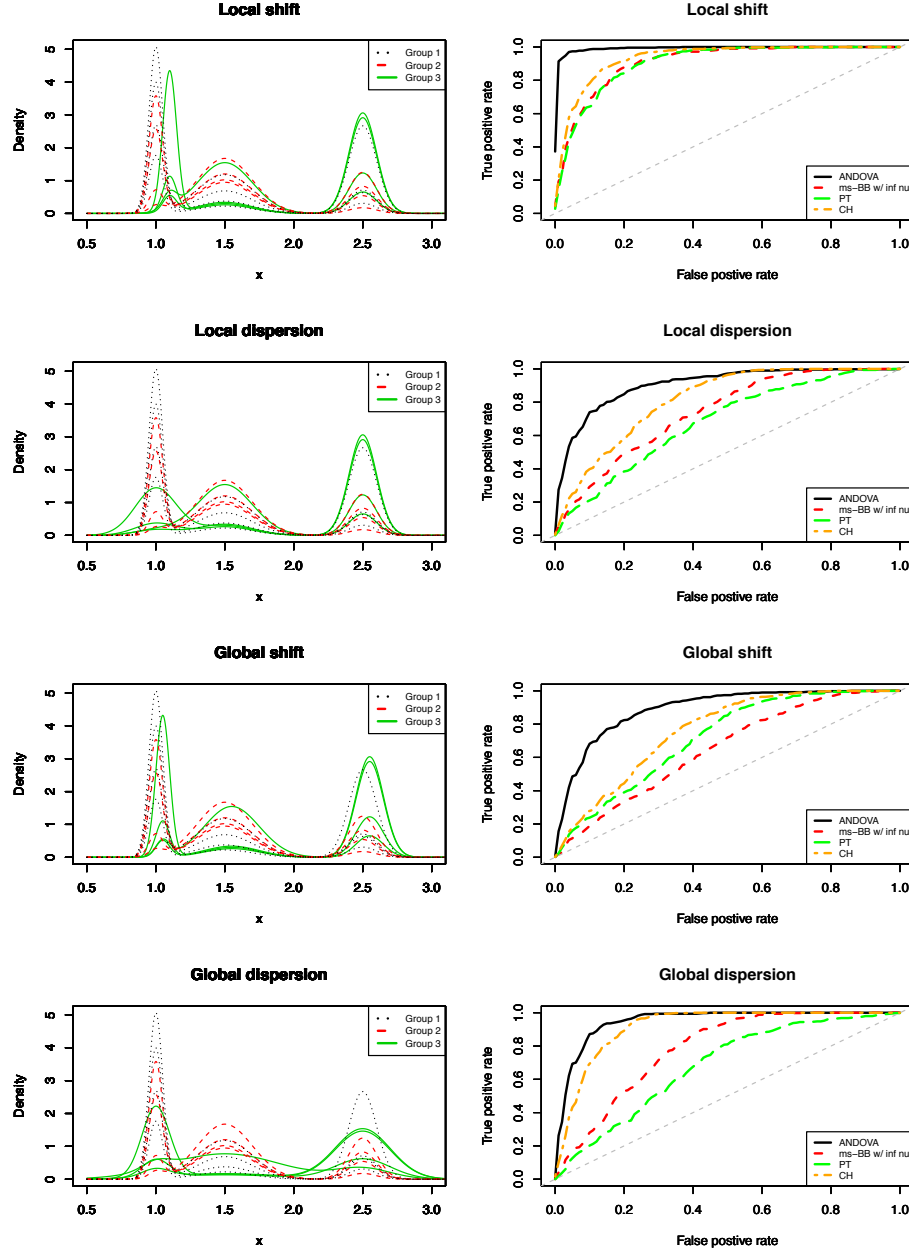 Local shift
Density
5
4
3
2
1
0
0.5 1.0 1.5 2.0 2.5 3.0
x
Group 1
Group 2
Group 3
Local shift
True positive rate
1.0
0.8
0.6
0.4
0.2
0.0
0.0 0.2 0.4 0.6 0.8 1.0
False postive rate
ANDOVA
ms-BB w/ inf nu
PT
CH
Local dispersion
Density
5
4
3
2
1
0
0.5 1.0 1.5 2.0 2.5 3.0
x
Group 1
Group 2
Group 3
Local dispersion
True positive rate
1.0
0.8
0.6
0.4
0.2
0.0
0.0 0.2 0.4 0.6 0.8 1.0
False postive rate
ANDOVA
ms-BB w/ inf nu
PT
CH
Global shift
Density
5
4
3
2
1
0
0.5 1.0 1.5 2.0 2.5 3.0
x
Group 1
Group 2
Group 3
Global shift
True positive rate
1.0
0.8
0.6
0.4
0.2
0.0
0.0 0.2 0.4 0.6 0.8 1.0
False postive rate
ANDOVA
ms-BB w/ inf nu
PT
CH
Global dispersion
Density
5
4
3
2
1
0
0.5 1.0 1.5 2.0 2.5 3.0
x
Group 1
Group 2
Group 3
Global dispersion
True positive rate
1.0
0.8
0.6
0.4
0.2
0.0
0.0 0.2 0.4 0.6 0.8 1.0
False postive rate
ANDOVA
ms-BB w/ inf nu
PT
CH